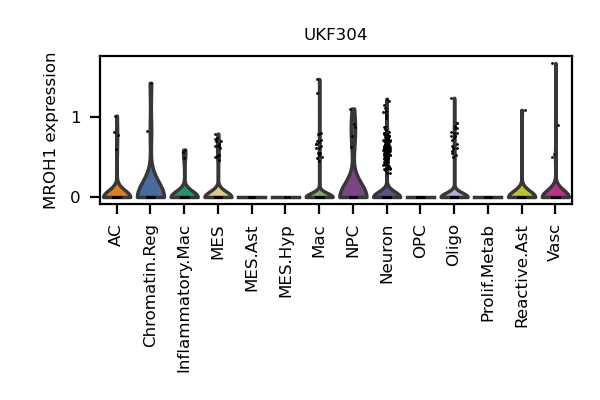 UKF304
MROH1 expression
1
0
AC
Chromatin.Reg
Inflammatory.Mac
MES
MES.Ast
MES.Hyp
Mac
NPC
Neuron
OPC
Oligo
Prolif.Metab
Reactive.Ast
Vasc